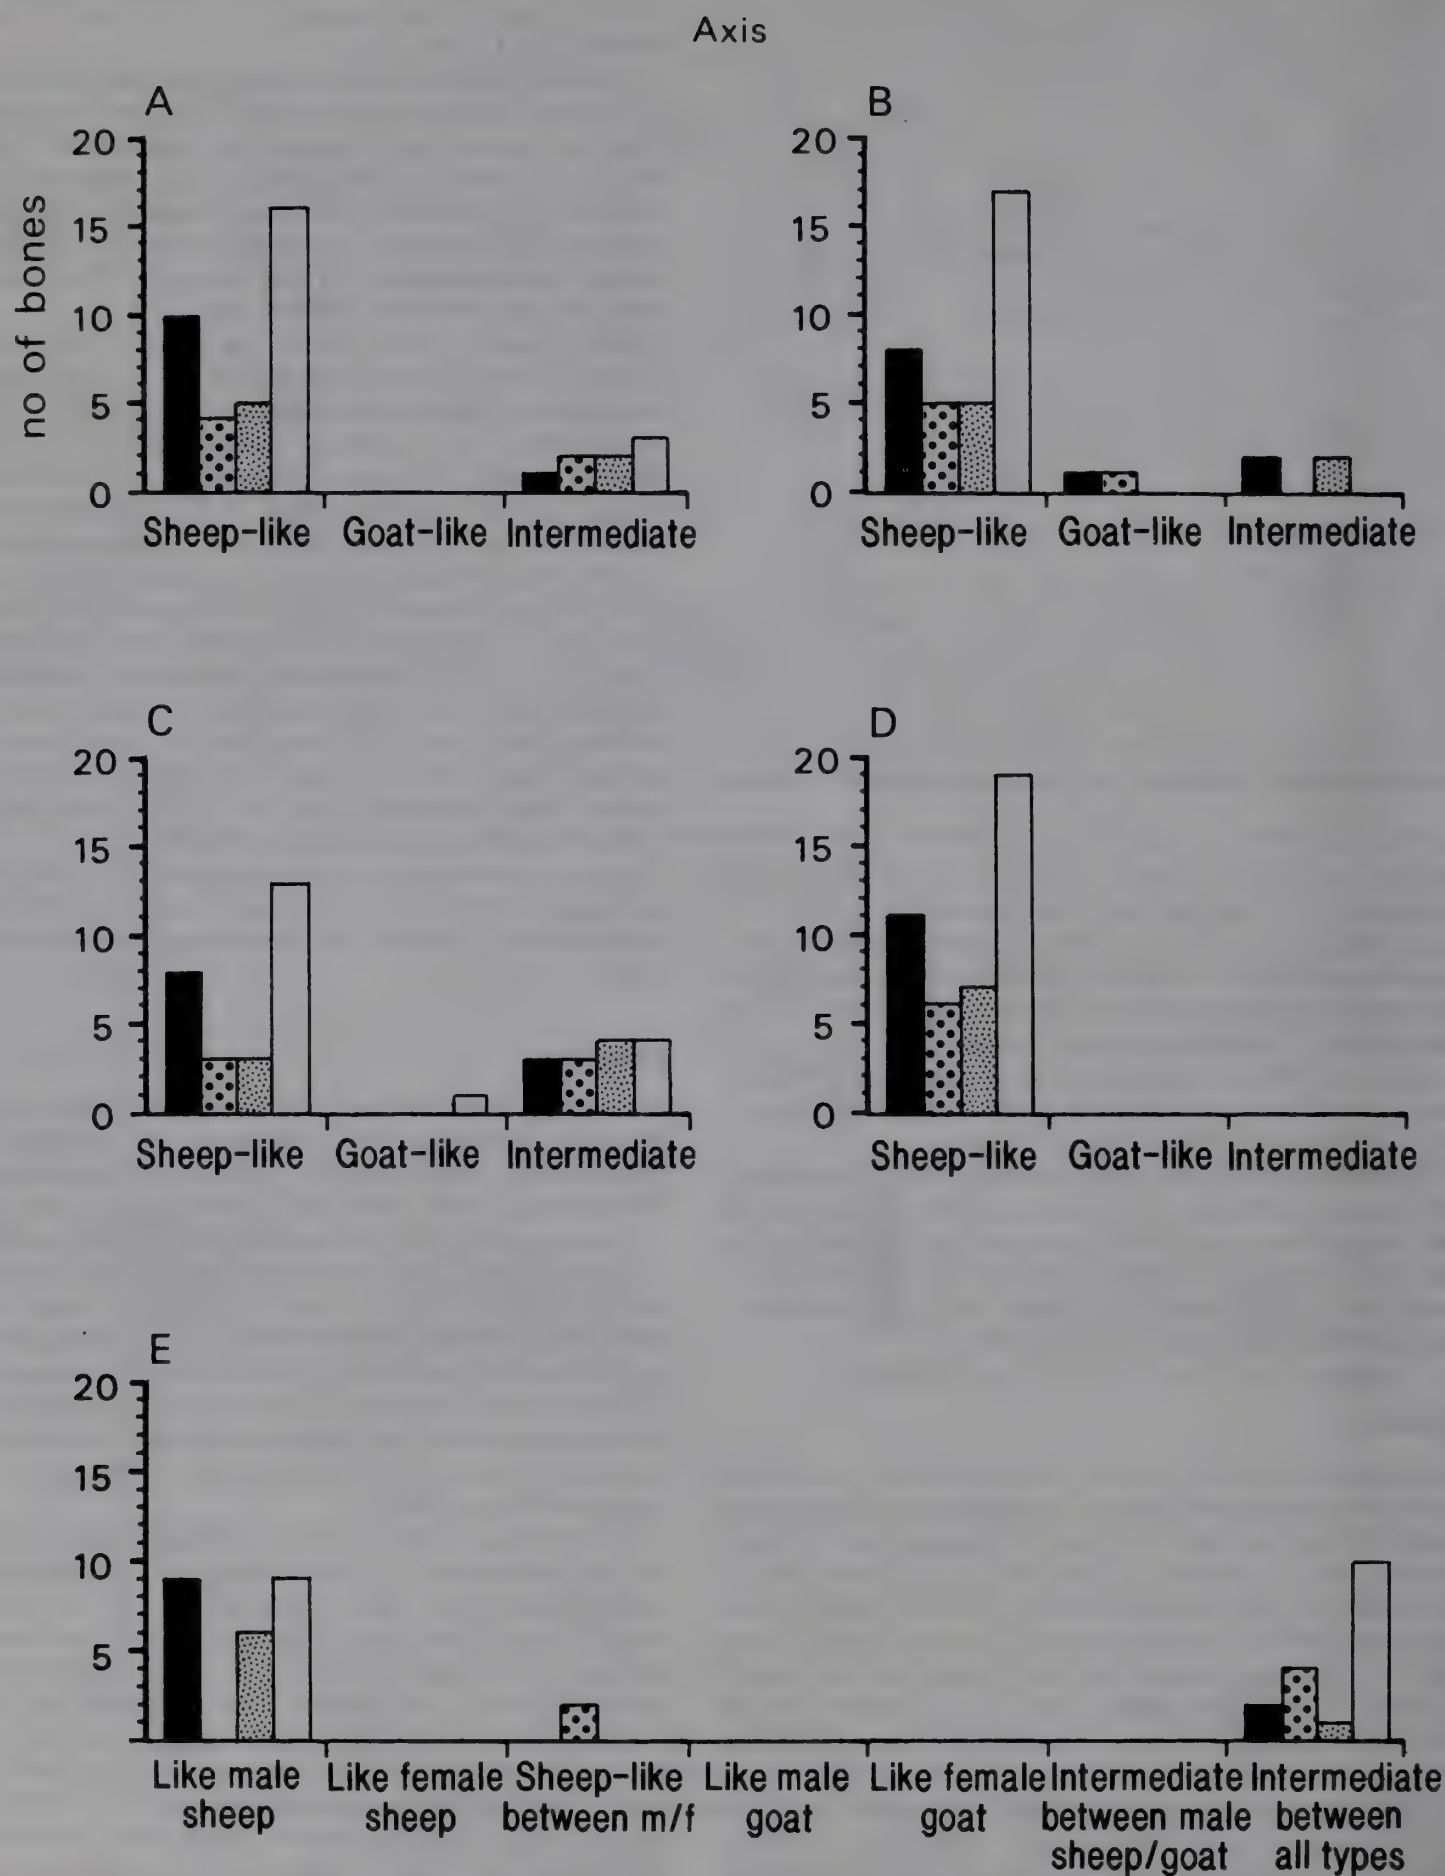 Axis
A
20
15
10
5
0
no of bones
Sheep-like Goat-like Intermediate
B
20
15
10
5
0
Sheep-like Goat-like Intermediate
C
20
15
10
5
0
Sheep-like Goat-like Intermediate
D
20
15
10
5
0
Sheep-like Goat-like Intermediate
E
20
15
10
5
Like male Like female Sheep-like Like male Like female Intermediate Intermediate
sheep sheep between m/f goat goat between male between
sheep/goat all types